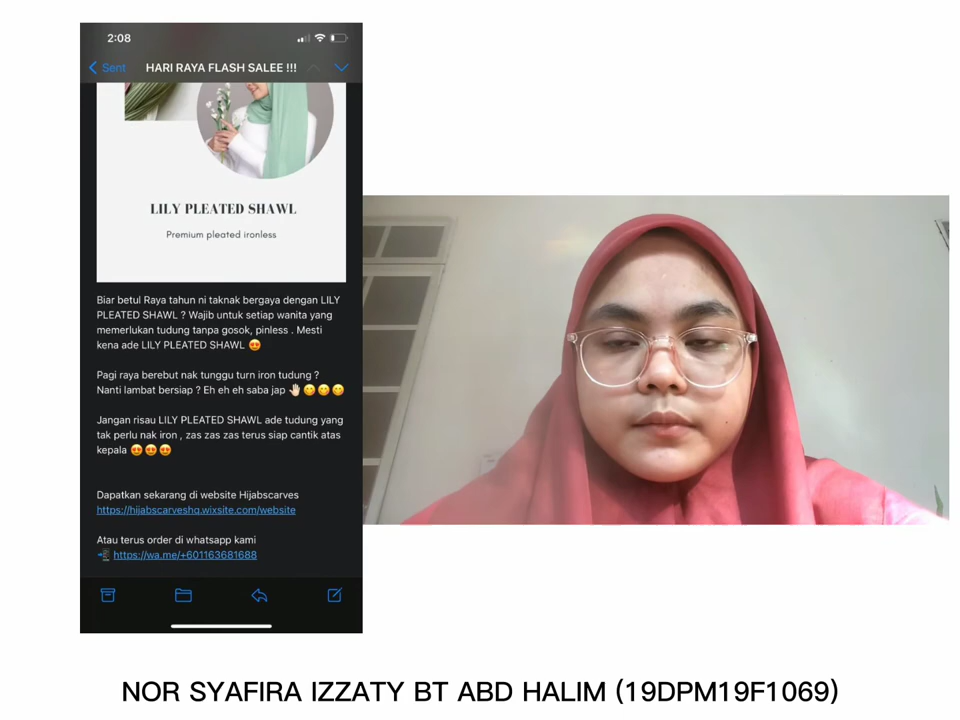 2:08
Sent
HARI RAYA FLASH SALEE !!!
LILY PLEATED SHAWL
Premium pleated ironless
Biar betul Raya tahun ni taknak bergaya dengan LILY
PLEATED SHAWL ? Wajib untuk setiap wanita yang
memerlukan tudung tanpa gosok, pinless . Mesti
kena ade LILY PLEATED SHAWL 😍
Pagi raya berebut nak tunggu turn iron tudung ?
Nanti lambat bersiap ? Eh eh eh saba jap 🤚🏻😋😋😋
Jangan risau LILY PLEATED SHAWL ade tudung yang
tak perlu nak iron , zas zas zas terus siap cantik atas
kepala 😍😍😍
Dapatkan sekarang di website Hijabscarves
https://hijabscarveshq.wixsite.com/website
Atau terus order di whatsapp kami
📲 https://wa.me/+601163681688
NOR SYAFIRA IZZATY BT ABD HALIM (19DPM19F1069)